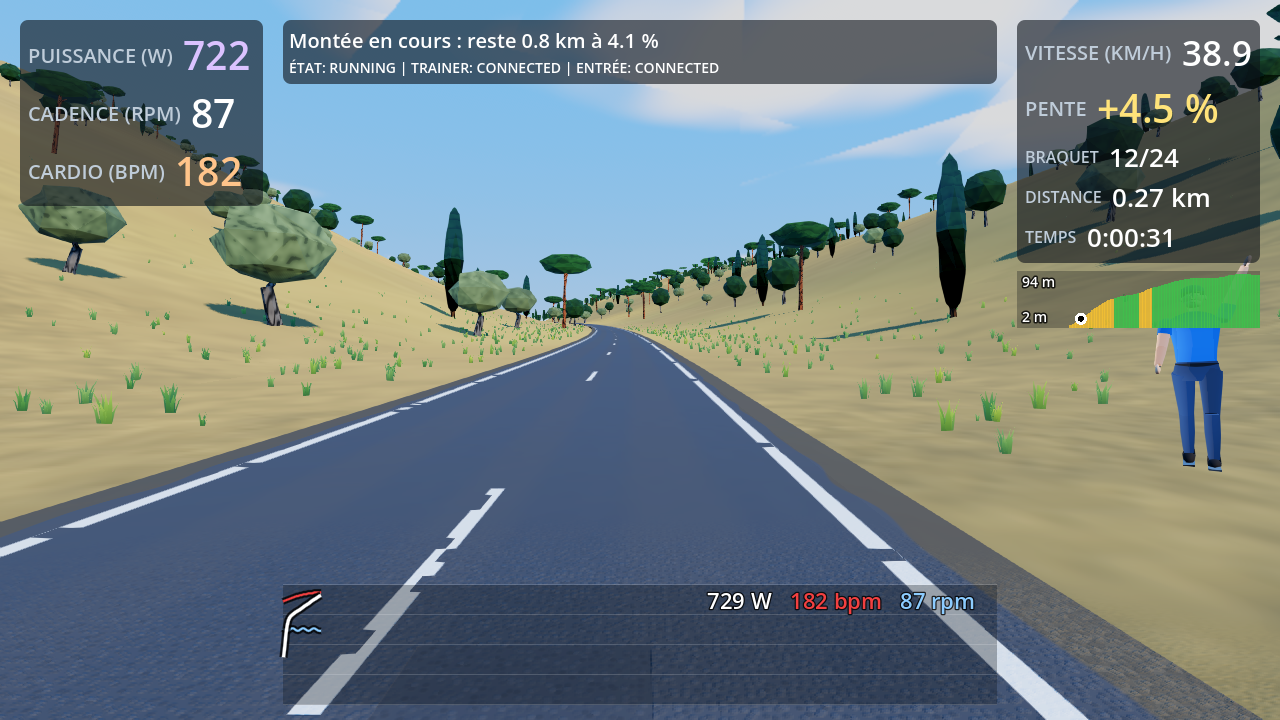 PUISSANCE (W) 722
CADENCE (RPM) 87
CARDIO (BPM) 182
Montée en cours : reste 0.8 km à 4.1 %
ÉTAT: RUNNING | TRAINER: CONNECTED | ENTRÉE: CONNECTED
VITESSE (KM/H) 38.9
PENTE +4.5 %
BRAQUET 12/24
DISTANCE 0.27 km
TEMPS 0:00:31
94 m
2 m
729 W 182 bpm 87 rpm